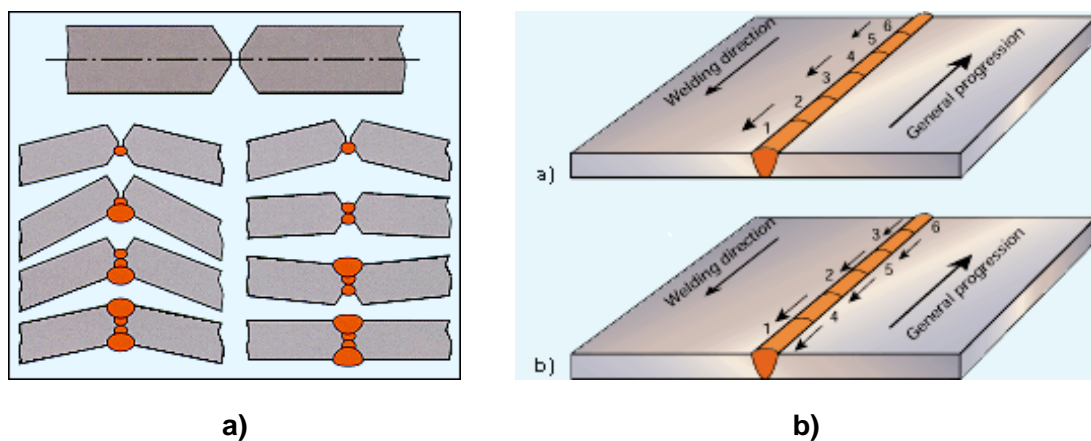 Welding direction
1
2
3
4
5
6
General progression
a)
Welding direction
1
2
3
4
5
6
General progression
b)
a)
b)